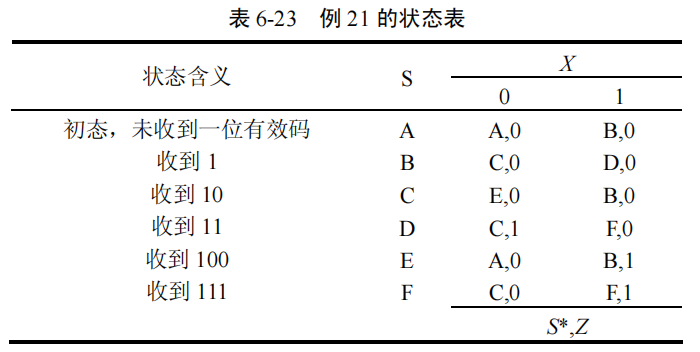 表 6-23 例 21 的状态表
状态含义 S X
0 1
初态，未收到一位有效码 A A,0 B,0
收到 1 B C,0 D,0
收到 10 C E,0 B,0
收到 11 D C,1 F,0
收到 100 E A,0 B,1
收到 111 F C,0 F,1
S*,Z